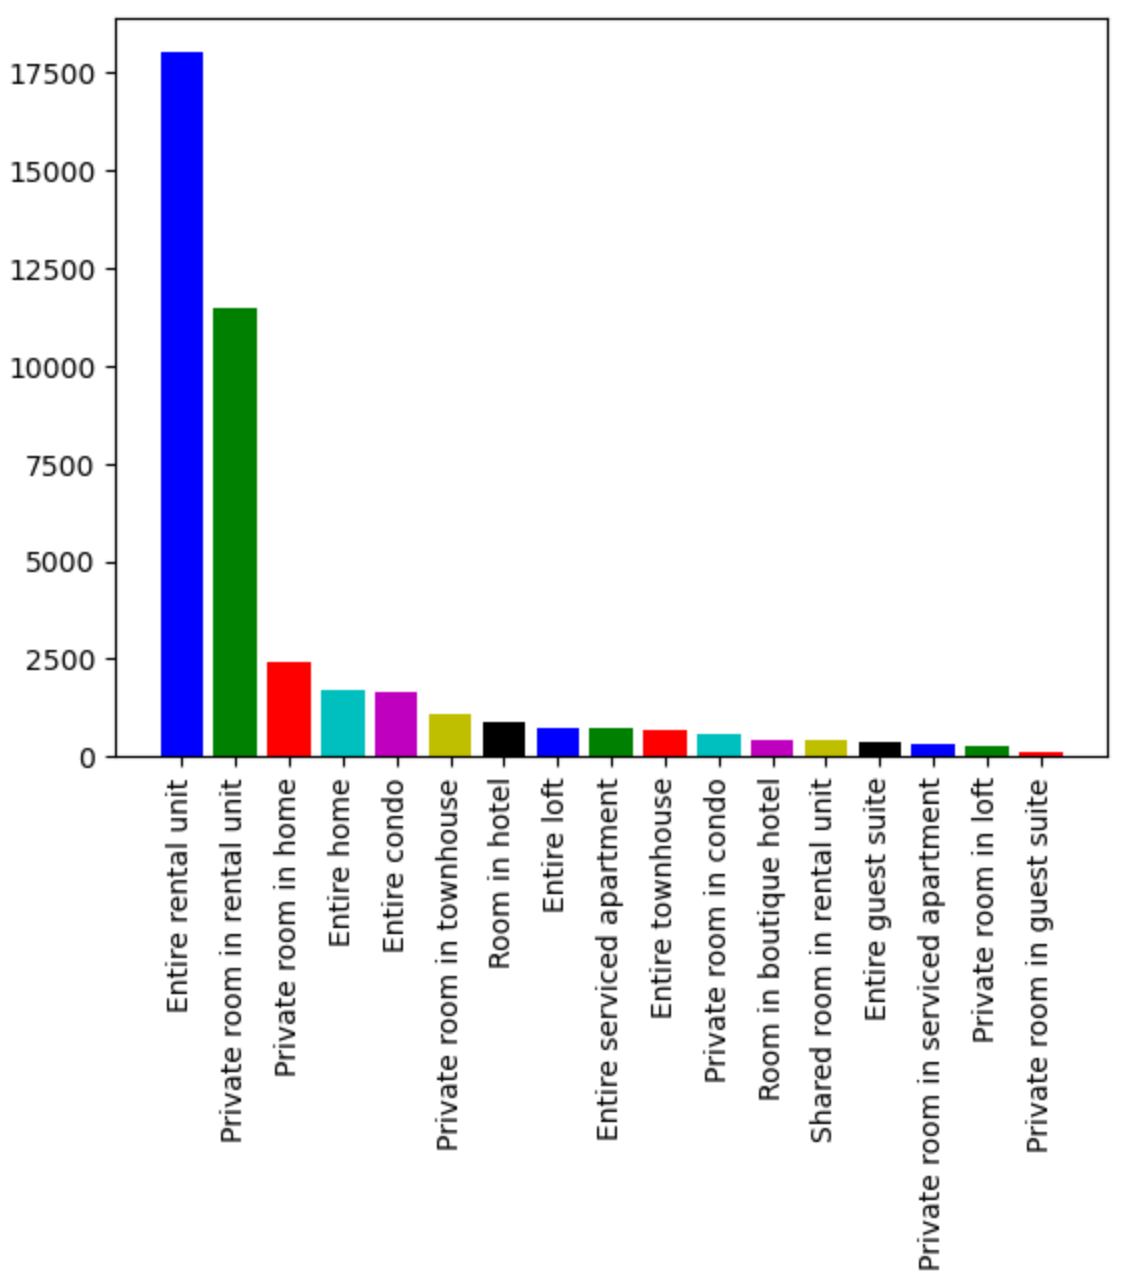 17500
15000
12500
10000
7500
5000
2500
0
Entire rental unit
Private room in rental unit
Private room in home
Entire home
Entire condo
Private room in townhouse
Room in hotel
Entire loft
Entire serviced apartment
Entire townhouse
Private room in condo
Room in boutique hotel
Shared room in rental unit
Entire guest suite
Private room in serviced apartment
Private room in loft
Private room in guest suite